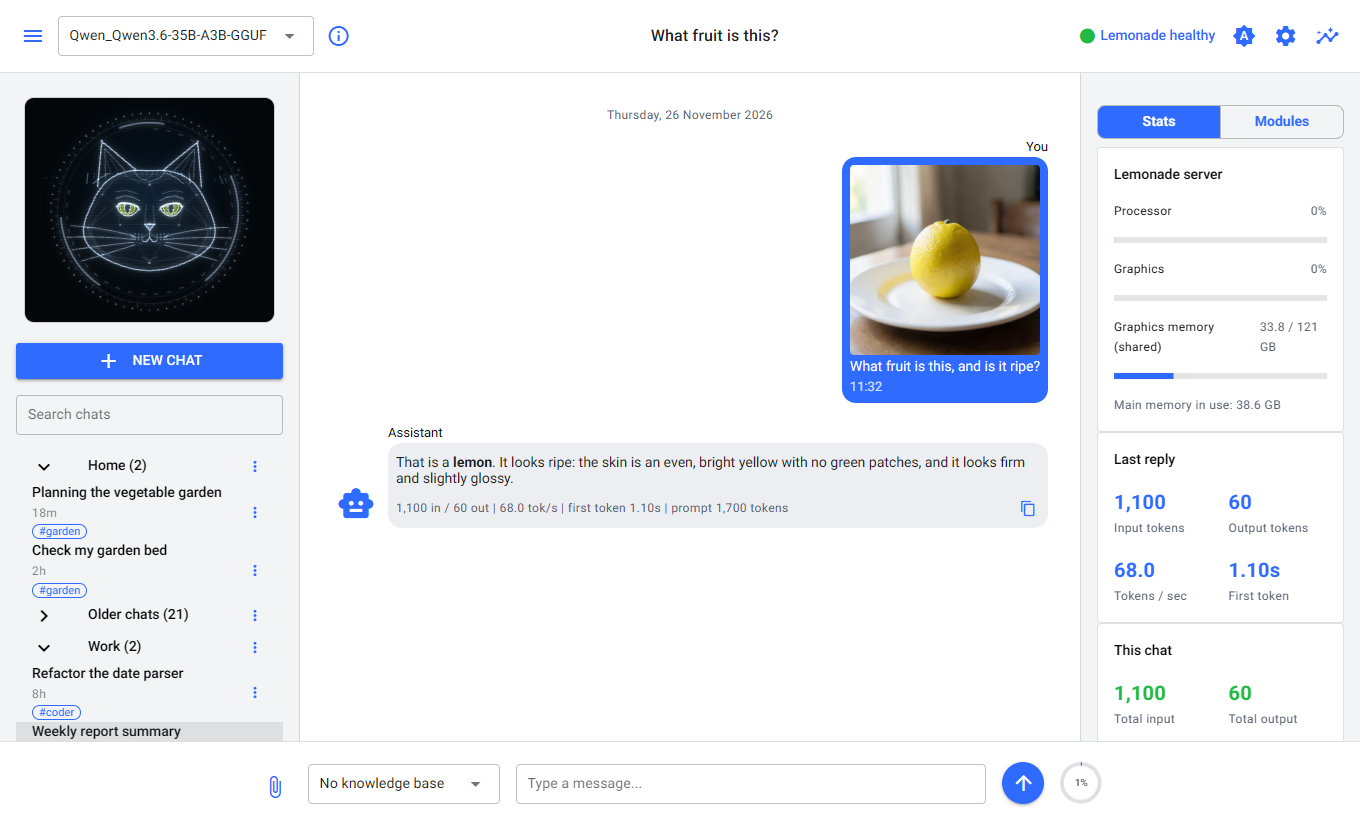 Qwen_Qwen3.6-35B-A3B-GGUF
What fruit is this?
Lemonade healthy
A
NEW CHAT
Search chats
Home (2)
Planning the vegetable garden
18m
#garden
Check my garden bed
2h
#garden
Older chats (21)
Work (2)
Refactor the date parser
8h
#coder
Weekly report summary
Thursday, 26 November 2026
You
What fruit is this, and is it ripe?
11:32
Assistant
That is a lemon. It looks ripe: the skin is an even, bright yellow with no green patches, and it looks firm
and slightly glossy.
1,100 in / 60 out | 68.0 tok/s | first token 1.10s | prompt 1,700 tokens
Stats
Modules
Lemonade server
Processor 0%
Graphics 0%
Graphics memory 33.8 / 121
(shared) GB
Main memory in use: 38.6 GB
Last reply
1,100 60
Input tokens Output tokens
68.0 1.10s
Tokens / sec First token
This chat
1,100 60
Total input Total output
No knowledge base
Type a message...
1%